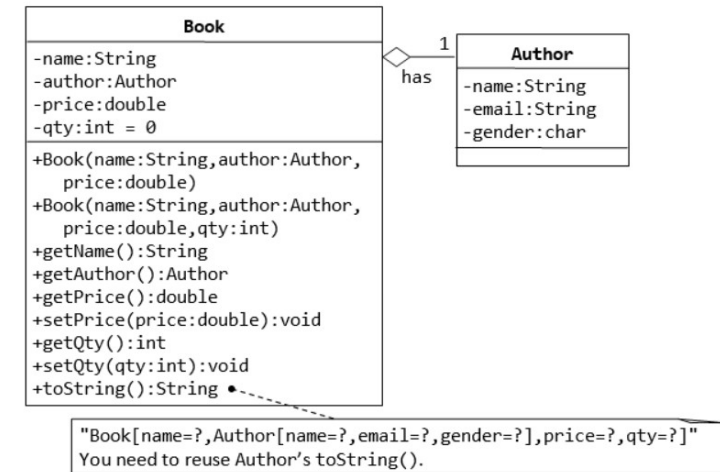 Book
-name:String
-author:Author
-price:double
-qty:int = 0
+Book(name:String,author:Author,
price:double)
+Book(name:String,author:Author,
price:double,qty:int)
+getName():String
+getAuthor():Author
+getPrice():double
+setPrice(price:double):void
+getQty():int
+setQty(qty:int):void
+toString():String
1
has
Author
-name:String
-email:String
-gender:char
"Book[name=?,Author[name=?,email=?,gender=?],price=?,qty=?]"
You need to reuse Author's toString().